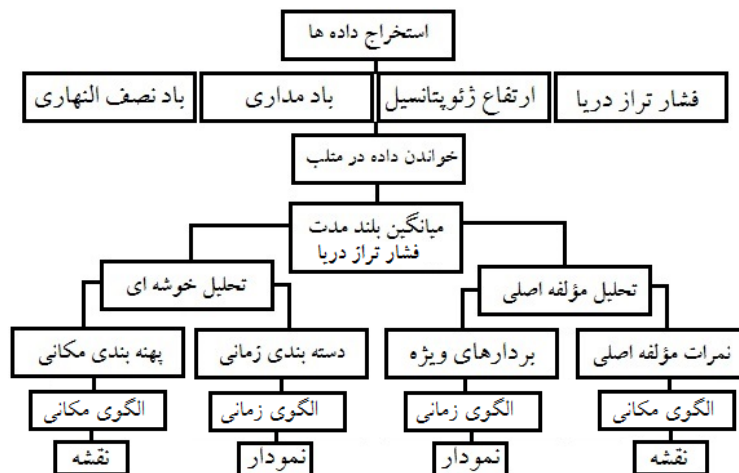 استخراج داده ها
فشار تراز دریا
ارتفاع ژئوپتانسیل
باد مداری
باد نصف النهاری
خواندن داده در متلب
میانگین بلند مدت
فشار تراز دریا
تحلیل مؤلفه اصلی
تحلیل خوشه ای
نمرات مؤلفه اصلی
بردارهای ویژه
دسته بندی زمانی
پهنه بندی مکانی
الگوی مکانی
الگوی زمانی
الگوی زمانی
الگوی مکانی
نقشه
نمودار
نمودار
نقشه